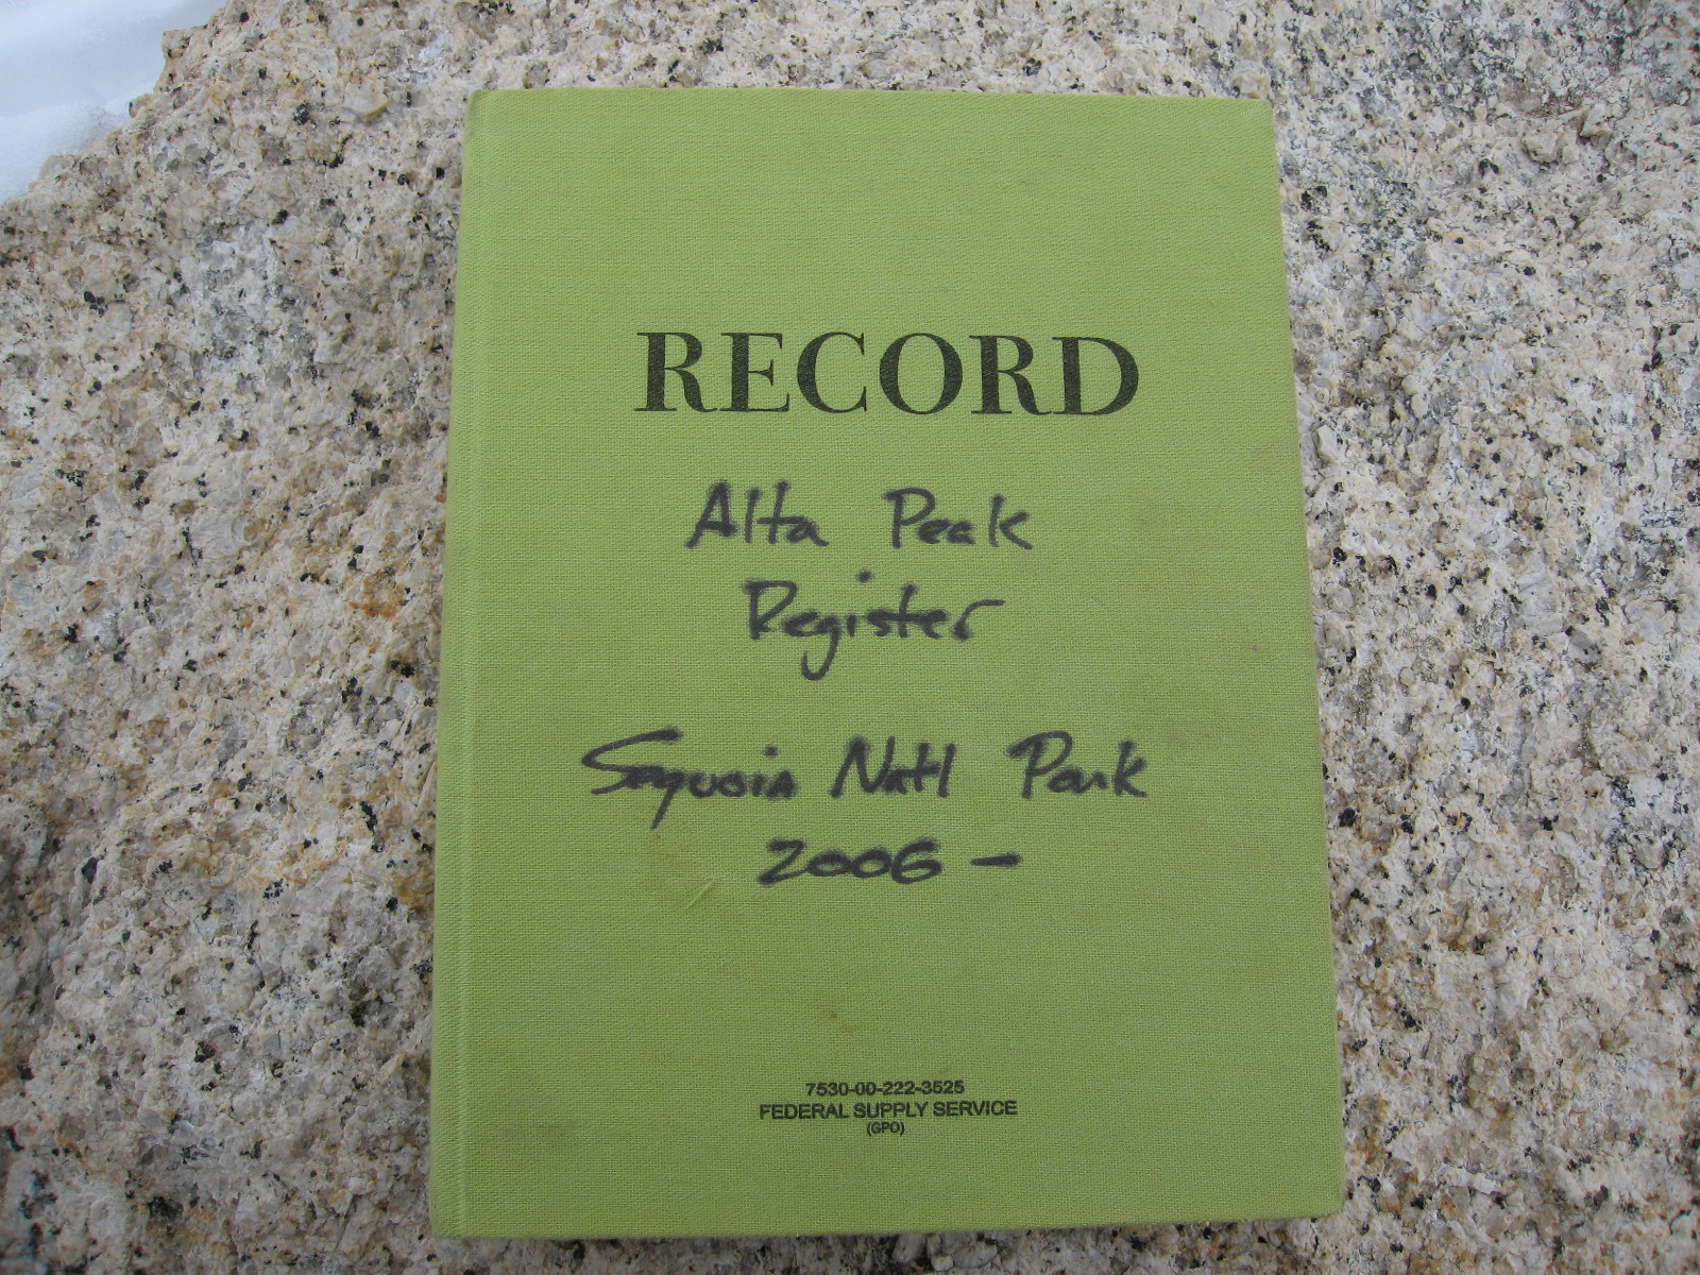 RECORD
Alta Peak
Register
Sequoia Natl Park
2006 –
7530-00-222-3525
FEDERAL SUPPLY SERVICE
(GPO)